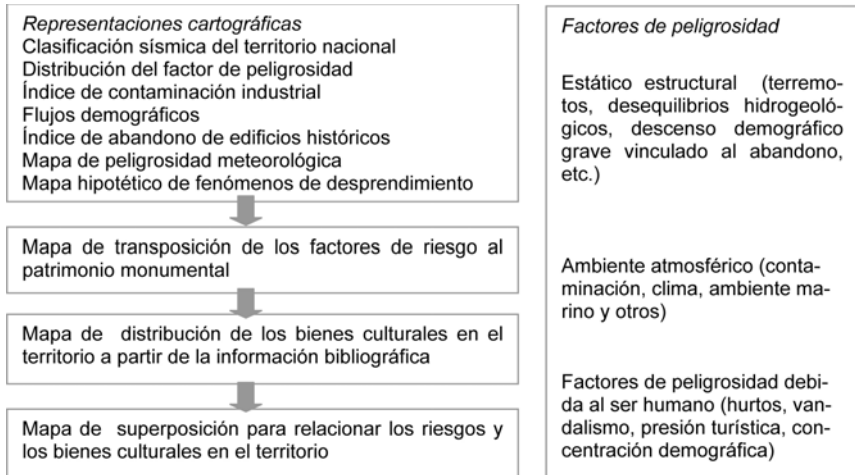 Representaciones cartográficas
Clasificación sísmica del territorio nacional
Distribución del factor de peligrosidad
Índice de contaminación industrial
Flujos demográficos
Índice de abandono de edificios históricos
Mapa de peligrosidad meteorológica
Mapa hipotético de fenómenos de desprendimiento
Mapa de transposición de los factores de riesgo al
patrimonio monumental
Mapa de distribución de los bienes culturales en el
territorio a partir de la información bibliográfica
Mapa de superposición para relacionar los riesgos y
los bienes culturales en el territorio
Factores de peligrosidad
Estático estructural (terremo-
tos, desequilibrios hidrogeoló-
gicos, descenso demográfico
grave vinculado al abandono,
etc.)
Ambiente atmosférico (conta-
minación, clima, ambiente ma-
rino y otros)
Factores de peligrosidad debi-
da al ser humano (hurtos, van-
dalismo, presión turística, con-
centración demográfica)